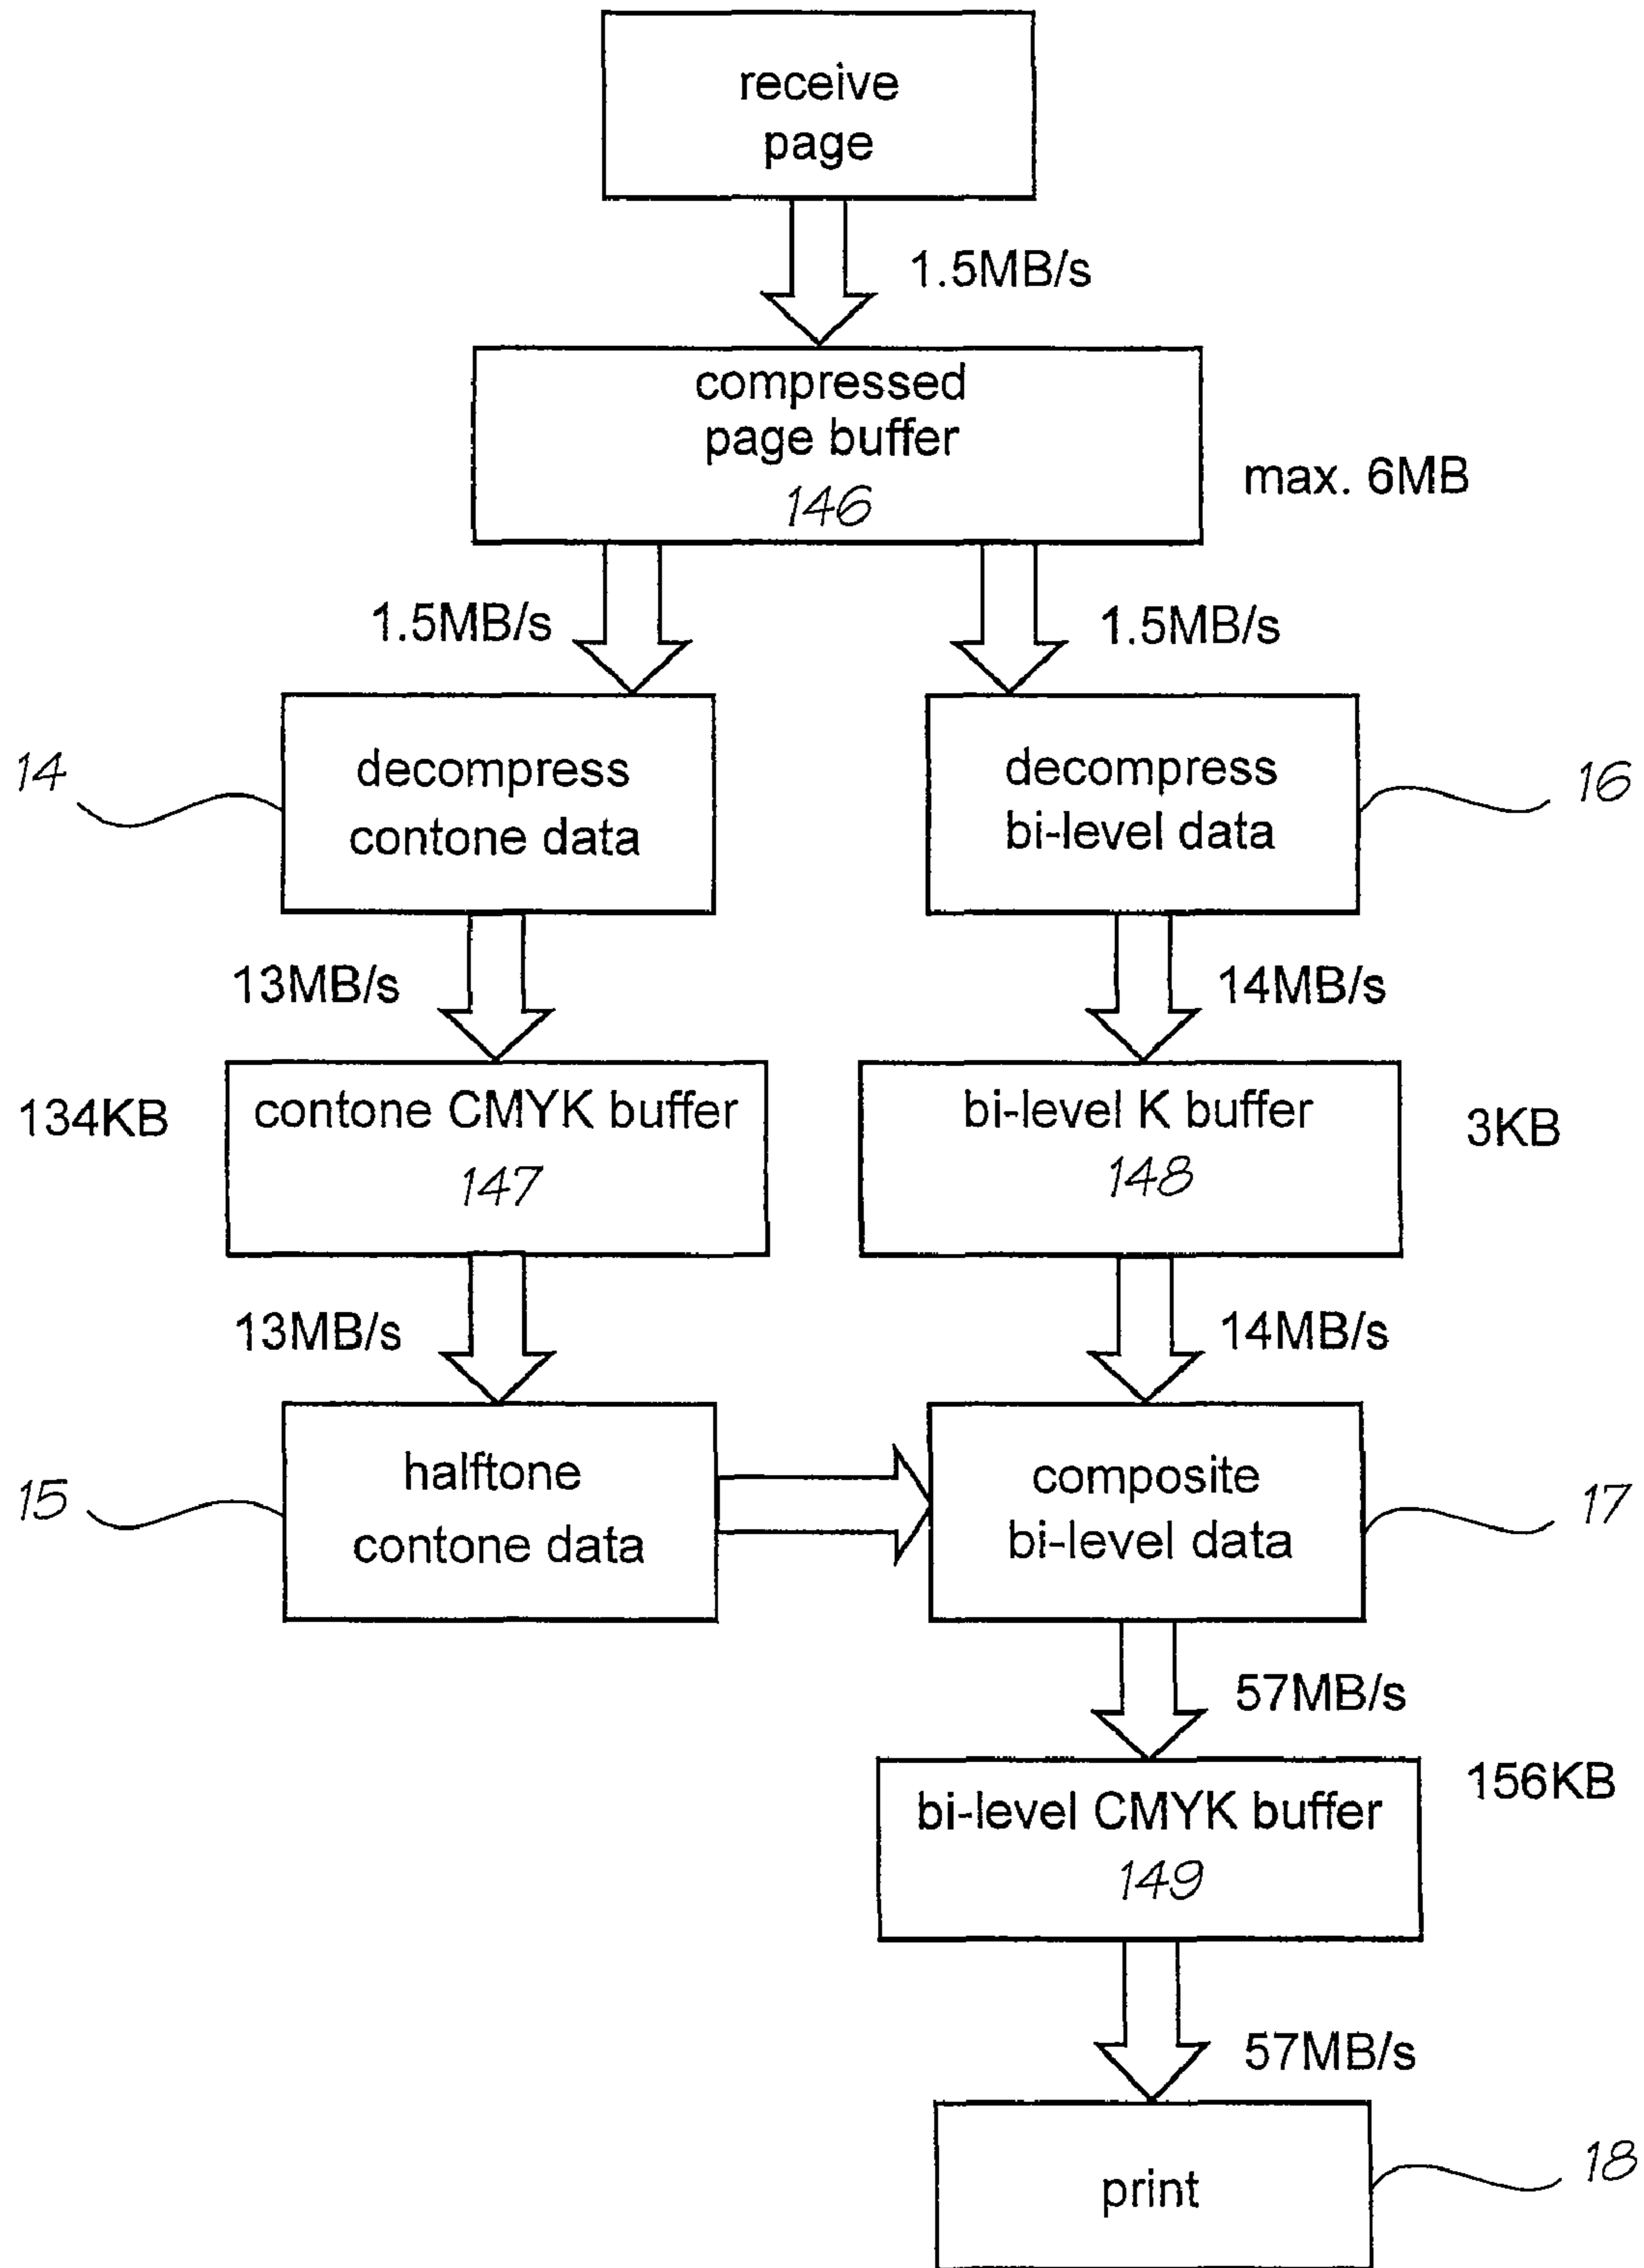 receive
page
1.5MB/s
compressed
page buffer
146
max. 6MB
1.5MB/s
1.5MB/s
14
decompress
contone data
decompress
bi-level data
16
13MB/s
14MB/s
134KB
contone CMYK buffer
147
bi-level K buffer
148
3KB
13MB/s
14MB/s
15
halftone
contone data
composite
bi-level data
17
57MB/s
bi-level CMYK buffer
149
156KB
57MB/s
print
18